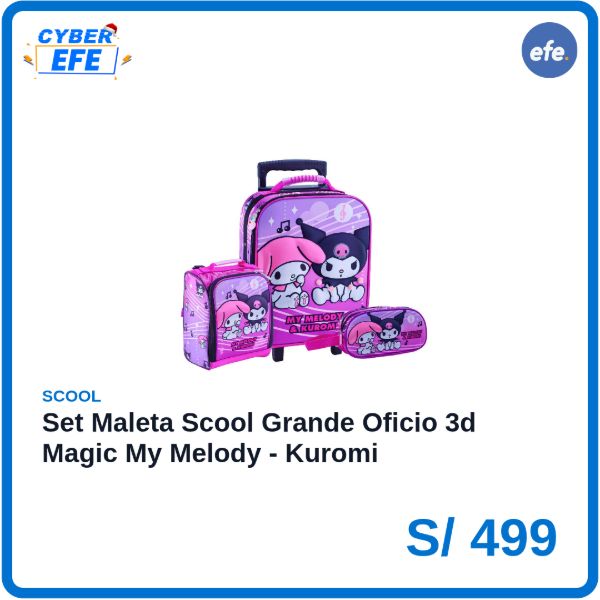 CYBER
EFE
efe.
MY MELODY
& KUROMI
SCOOL
Set Maleta Scool Grande Oficio 3d
Magic My Melody - Kuromi
S/ 499